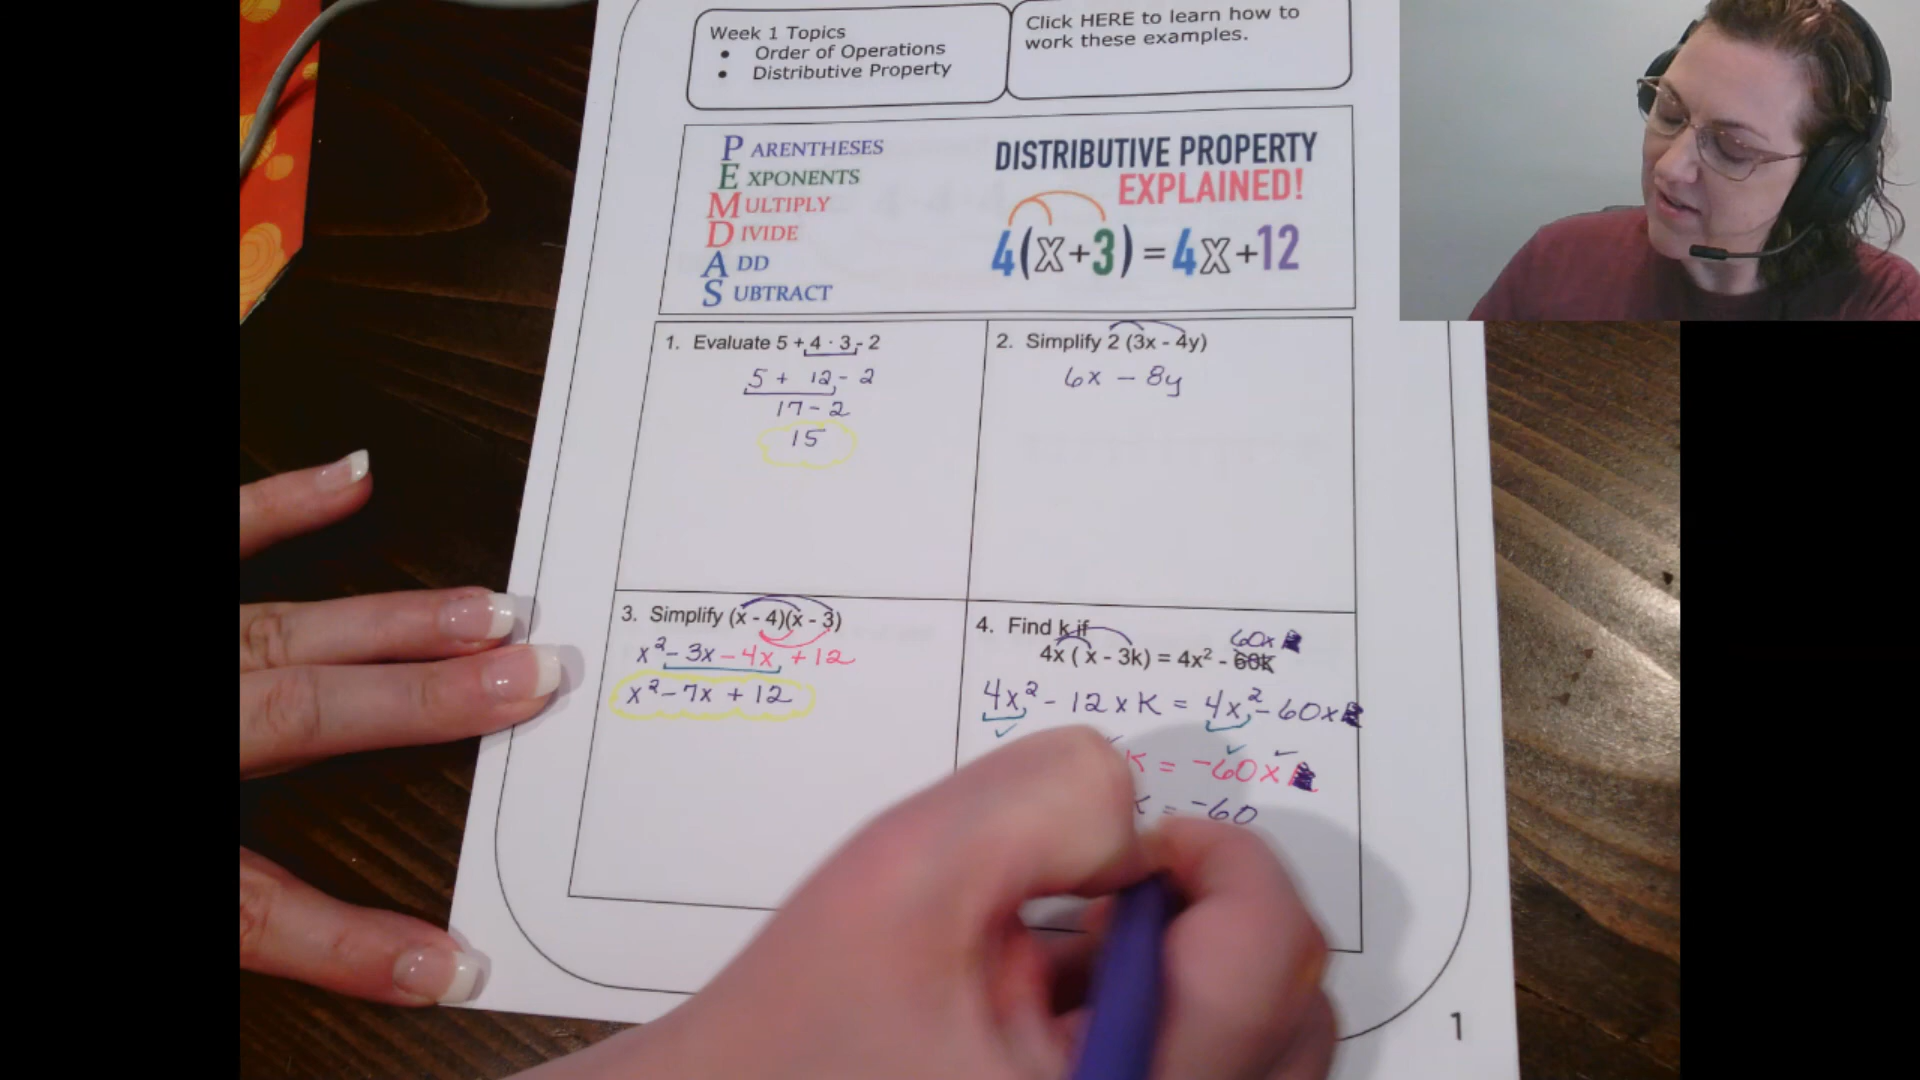 Week 1 Topics
• Order of Operations
• Distributive Property
Click HERE to learn how to
work these examples.
PARENTHESES
EXPONENTS
MULTIPLY
DIVIDE
ADD
SUBTRACT
DISTRIBUTIVE PROPERTY
EXPLAINED!
4(x+3)=4x+12
1. Evaluate 5 + 4 · 3 - 2
5 + 12 - 2
17 - 2
15
2. Simplify 2 (3x - 4y)
6x - 8y
3. Simplify (x - 4)(x - 3)
x² - 3x - 4x + 12
x² - 7x + 12
4. Find k if
60x
4x ( x - 3k) = 4x² - 60k
4x² - 12xK = 4x² - 60x
K = -60x
K = -60
1